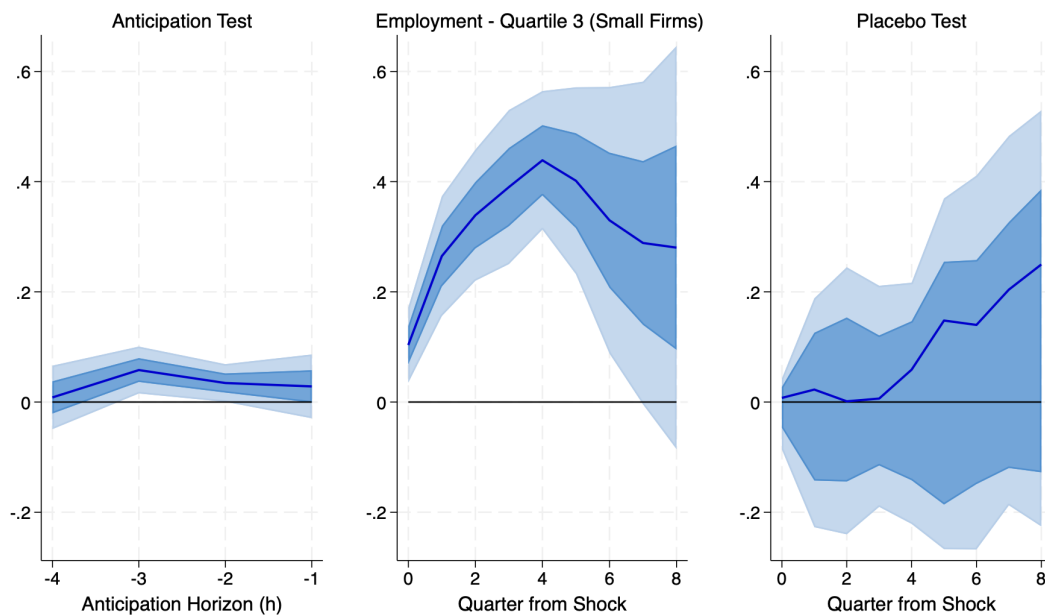 Anticipation Test
.6
.4
.2
0
-.2
-4 -3 -2 -1
Anticipation Horizon (h)
Employment - Quartile 3 (Small Firms)
.6
.4
.2
0
-.2
0 2 4 6 8
Quarter from Shock
Placebo Test
.6
.4
.2
0
-.2
0 2 4 6 8
Quarter from Shock